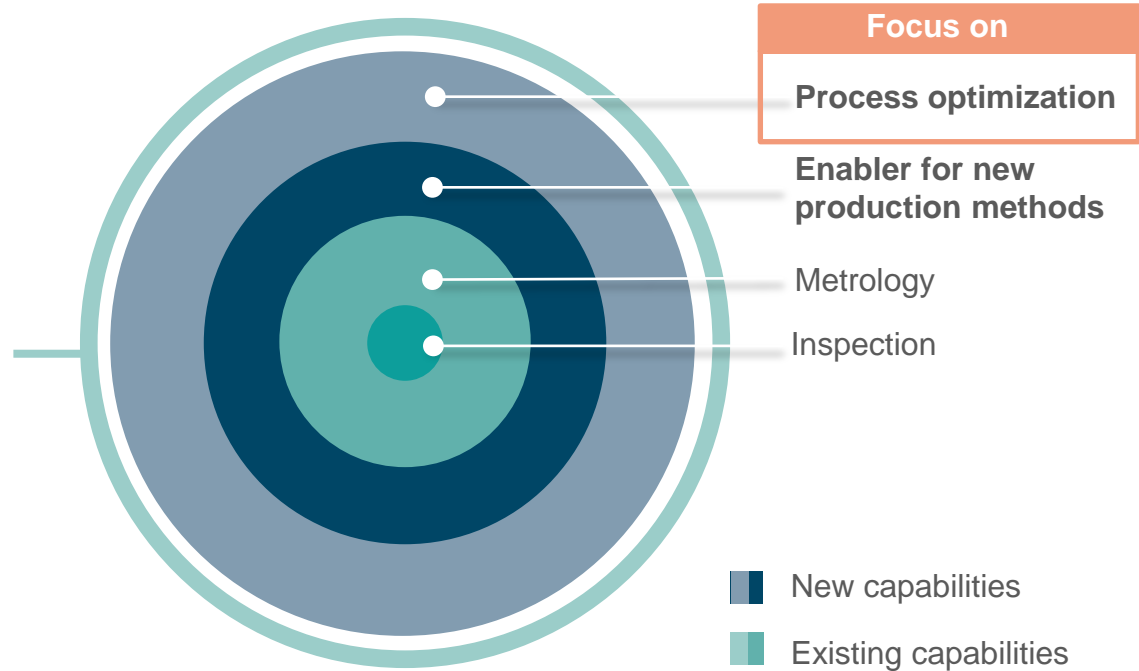 Focus on
Process optimization
Enabler for new
production methods
Metrology
Inspection
New capabilities
Existing capabilities